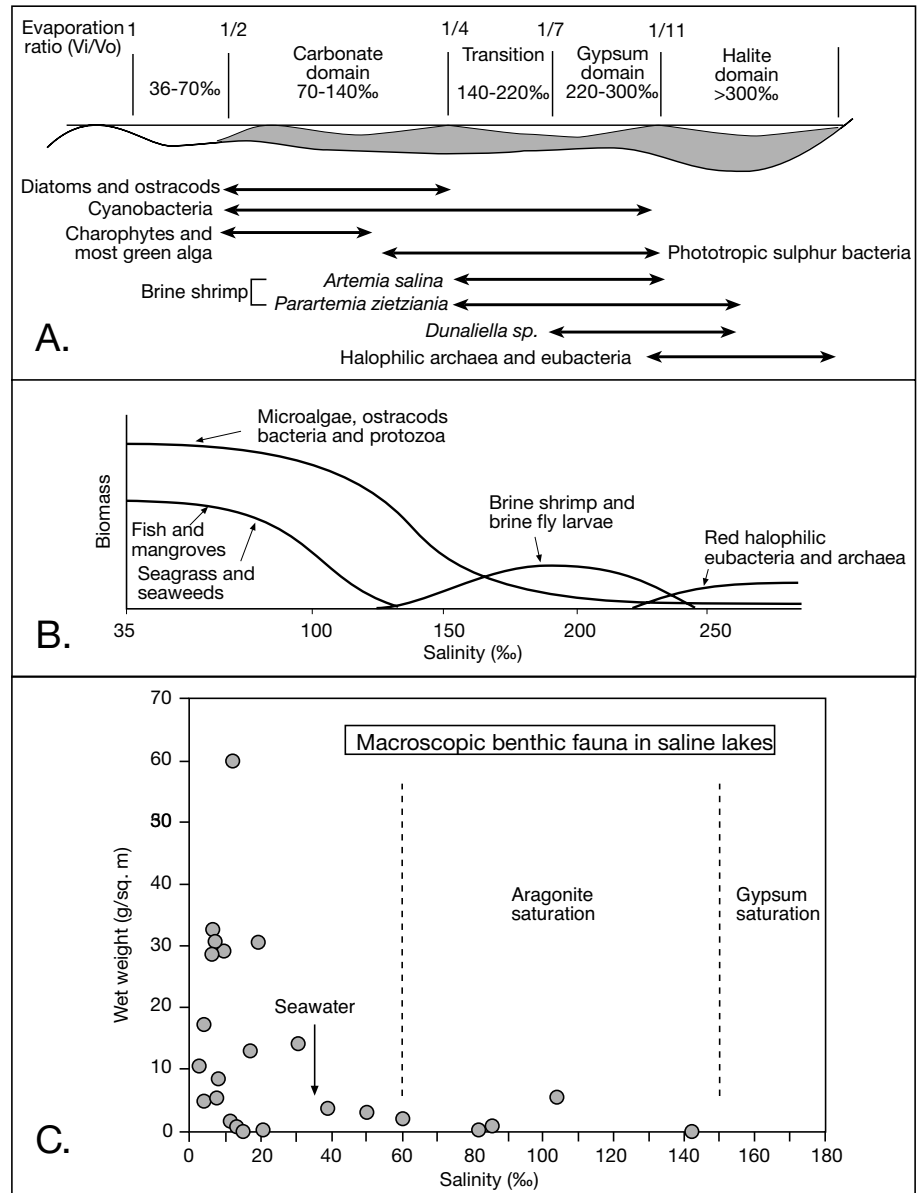 Evaporation 1 1/2 1/4 1/7 1/11
ratio (Vi/Vo)
Carbonate Transition Gypsum Halite
domain domain domain
36-70‰ 70-140‰ 140-220‰ 220-300‰ >300‰
Diatoms and ostracods
Cyanobacteria
Charophytes and
most green alga
Phototropic sulphur bacteria
Brine shrimp
Artemia salina
Parartemia zietziania
Dunaliella sp.
Halophilic archaea and eubacteria
A.
Microalgae, ostracods
bacteria and protozoa
Biomass
Brine shrimp and
brine fly larvae
Red halophilic
eubacteria and archaea
Fish and
mangroves
Seagrass and
seaweeds
35 100 150 200 250
Salinity (‰)
B.
Macroscopic benthic fauna in saline lakes
70
60
50
40
30
20
10
0
Wet weight (g/sq. m)
Aragonite
saturation
Gypsum
saturation
Seawater
0 20 40 60 80 100 120 140 160 180
Salinity (‰)
C.